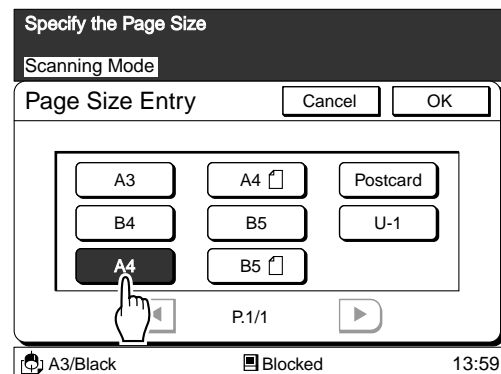 Specify the Page Size
Scanning Mode
Page Size Entry Cancel OK
A3 A4 Postcard
B4 B5 U-1
A4 B5
P.1/1
A3/Black Blocked 13:59